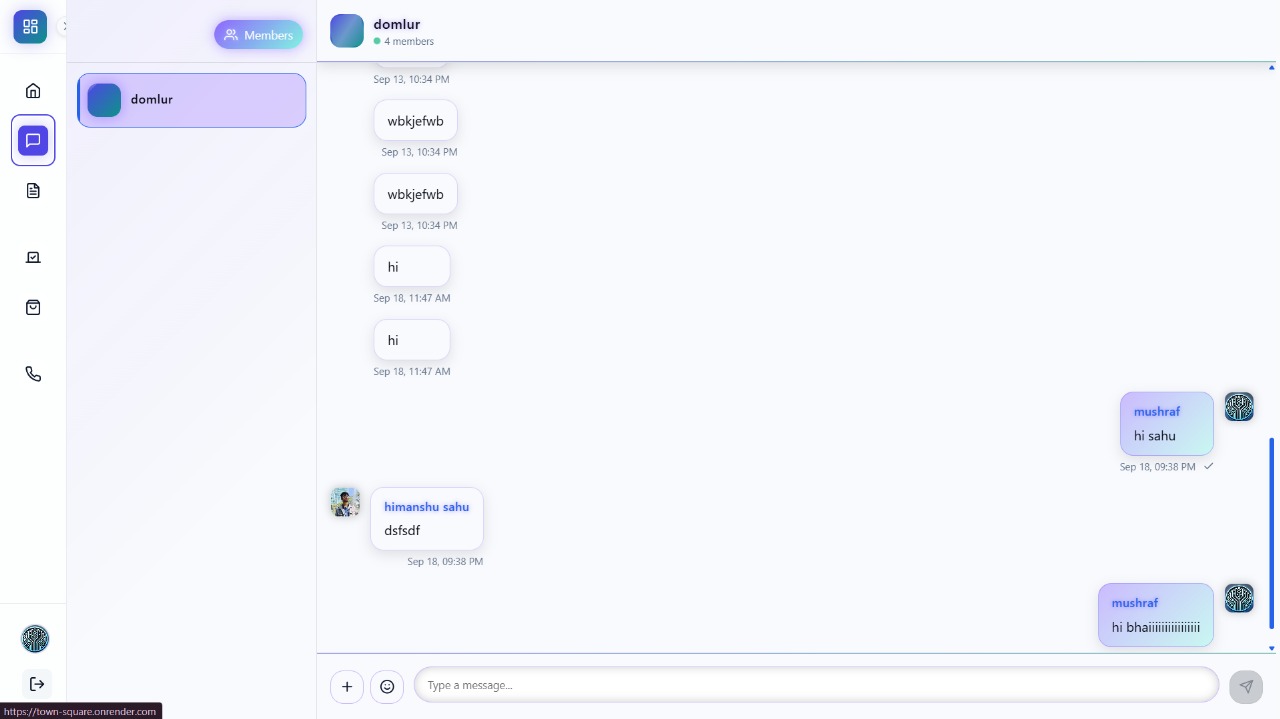 Members
domlur
domlur
4 members
Sep 13, 10:34 PM
wbkjefwb
Sep 13, 10:34 PM
wbkjefwb
Sep 13, 10:34 PM
hi
Sep 18, 11:47 AM
hi
Sep 18, 11:47 AM
mushraf
hi sahu
Sep 18, 09:38 PM
himanshu sahu
dsfsdf
Sep 18, 09:38 PM
mushraf
hi bhaiiiiiiiiiiiiiiii
Type a message...
https://town-square.onrender.com